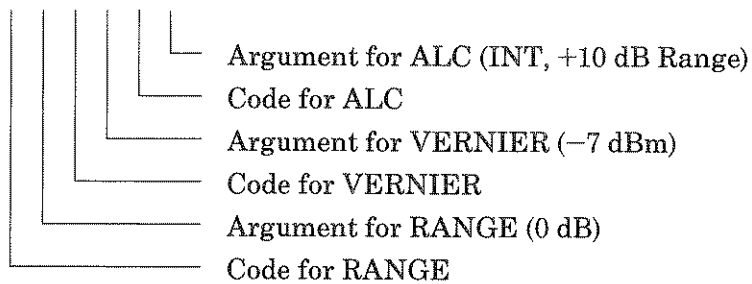 Argument for ALC (INT, +10 dB Range)
Code for ALC
Argument for VERNIER (−7 dBm)
Code for VERNIER
Argument for RANGE (0 dB)
Code for RANGE